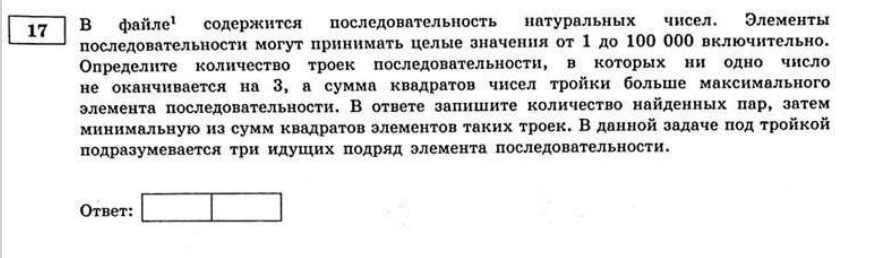 17
В файле¹ содержится последовательность натуральных чисел. Элементы
последовательности могут принимать целые значения от 1 до 100 000 включительно.
Определите количество троек последовательности, в которых ни одно число
не оканчивается на 3, а сумма квадратов чисел тройки больше максимального
элемента последовательности. В ответе запишите количество найденных пар, затем
минимальную из сумм квадратов элементов таких троек. В данной задаче под тройкой
подразумевается три идущих подряд элемента последовательности.
Ответ: